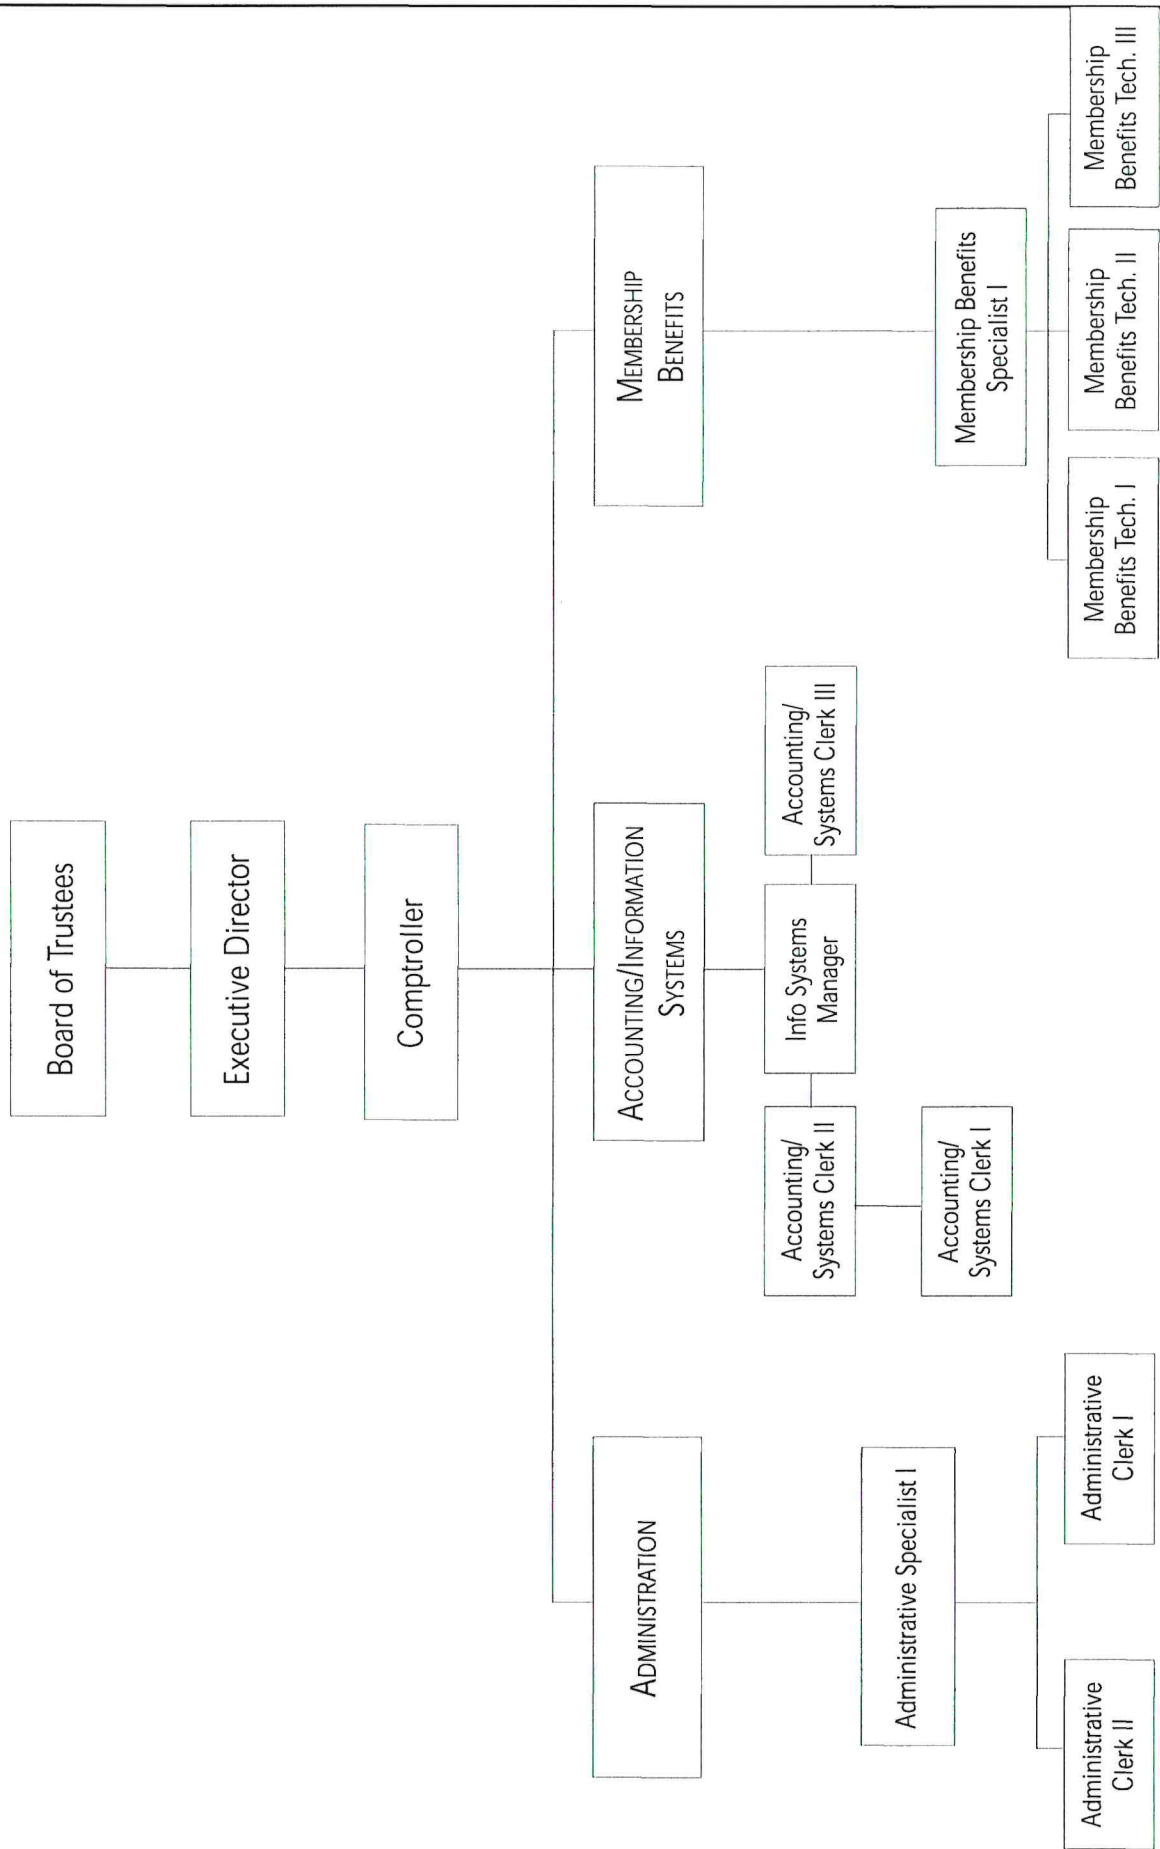 Board of Trustees
Executive Director
Comptroller
ADMINISTRATION
ACCOUNTING/INFORMATION
SYSTEMS
MEMBERSHIP
BENEFITS
Administrative Specialist I
Administrative
Clerk II
Administrative
Clerk I
Info Systems
Manager
Accounting/
Systems Clerk II
Accounting/
Systems Clerk III
Accounting/
Systems Clerk I
Membership Benefits
Specialist I
Membership
Benefits Tech. I
Membership
Benefits Tech. II
Membership
Benefits Tech. III